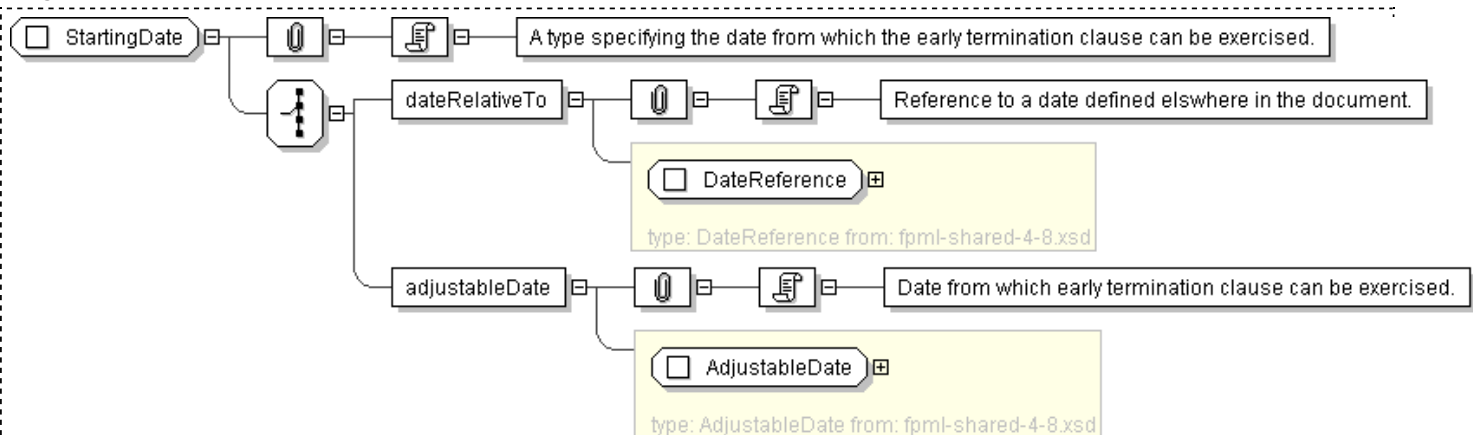 StartingDate
A type specifying the date from which the early termination clause can be exercised.
dateRelativeTo
Reference to a date defined elswhere in the document.
DateReference
type: DateReference from: fpml-shared-4-8.xsd
adjustableDate
Date from which early termination clause can be exercised.
AdjustableDate
type: AdjustableDate from: fpml-shared-4-8.xsd